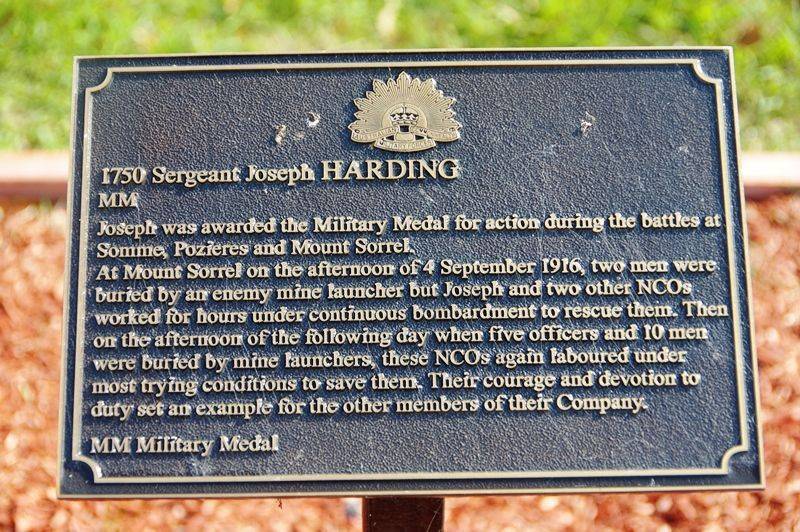 AUSTRALIAN
MILITARY FORCES
1750 Sergeant Joseph HARDING
MM
Joseph was awarded the Military Medal for action during the battles at
Somme, Pozieres and Mount Sorrel.
At Mount Sorrel on the afternoon of 4 September 1916, two men were
buried by an enemy mine launcher but Joseph and two other NCOs
worked for hours under continuous bombardment to rescue them. Then
on the afternoon of the following day when five officers and 10 men
were buried by mine launchers, these NCOs again laboured under
most trying conditions to save them. Their courage and devotion to
duty set an example for the other members of their Company.
MM Military Medal